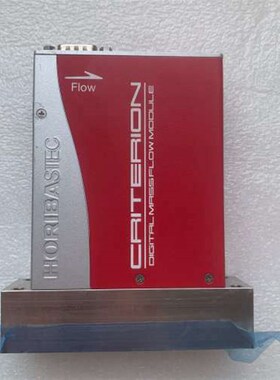 Flow
HORIBASTEC
CRITERION
DIGITAL MASS FLOW MODULE